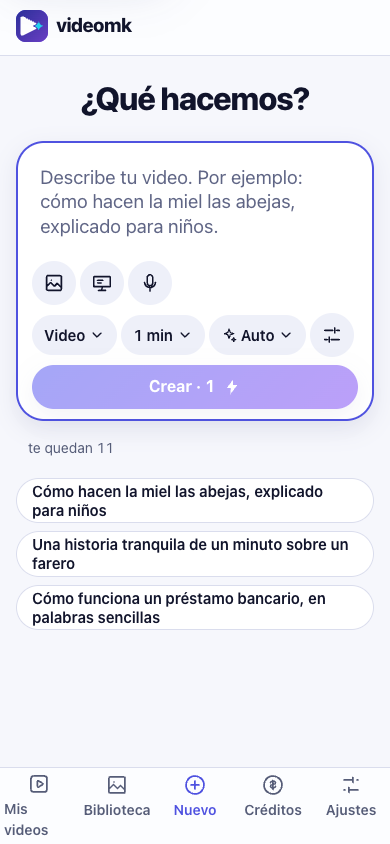 videomk
¿Qué hacemos?
Describe tu video. Por ejemplo:
cómo hacen la miel las abejas,
explicado para niños.
Video
1 min
Auto
Crear · 1
te quedan 11
Cómo hacen la miel las abejas, explicado
para niños
Una historia tranquila de un minuto sobre un
farero
Cómo funciona un préstamo bancario, en
palabras sencillas
Mis
videos
Biblioteca
Nuevo
Créditos
Ajustes